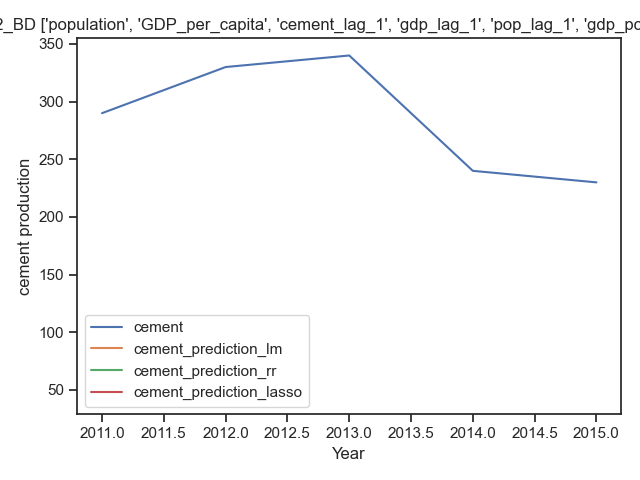 2_BD ['population', 'GDP_per_capita', 'cement_lag_1', 'gdp_lag_1', 'pop_lag_1', 'gdp_po
350
300
250
200
150
100
50
cement production
cement
cement_prediction_lm
cement_prediction_rr
cement_prediction_lasso
2011.0 2011.5 2012.0 2012.5 2013.0 2013.5 2014.0 2014.5 2015.0
Year